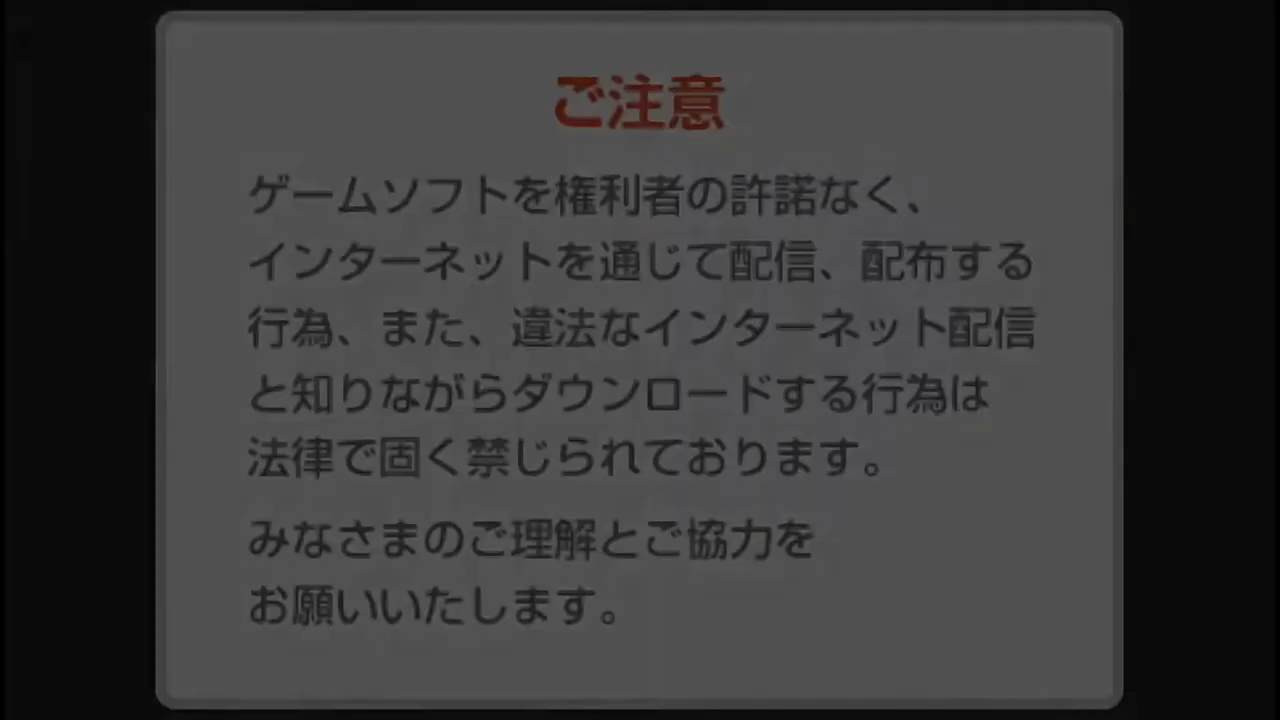 ご注意
ゲームソフトを権利者の許諾なく、
インターネットを通じて配信、配布する
行為、また、違法なインターネット配信
と知りながらダウンロードする行為は
法律で固く禁じられております。
みなさまのご理解とご協力を
お願いいたします。